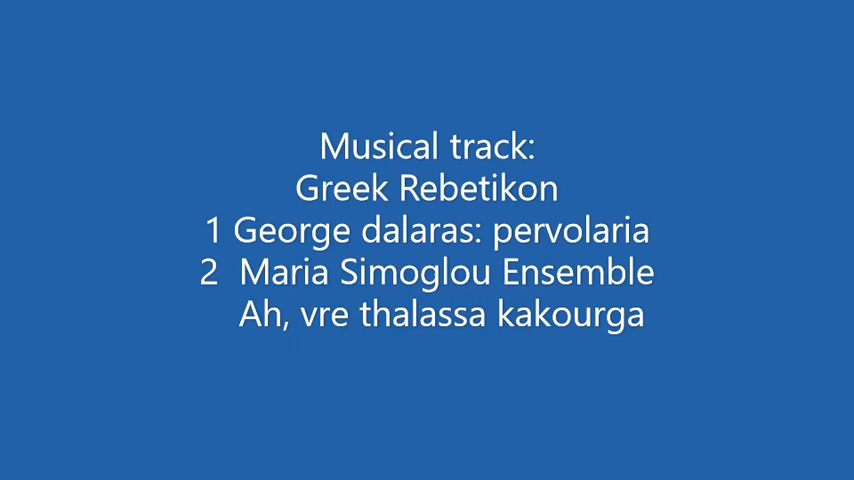 Musical track:
Greek Rebetikon
1 George dalaras: pervolaria
2 Maria Simoglou Ensemble
Ah, vre thalassa kakourga